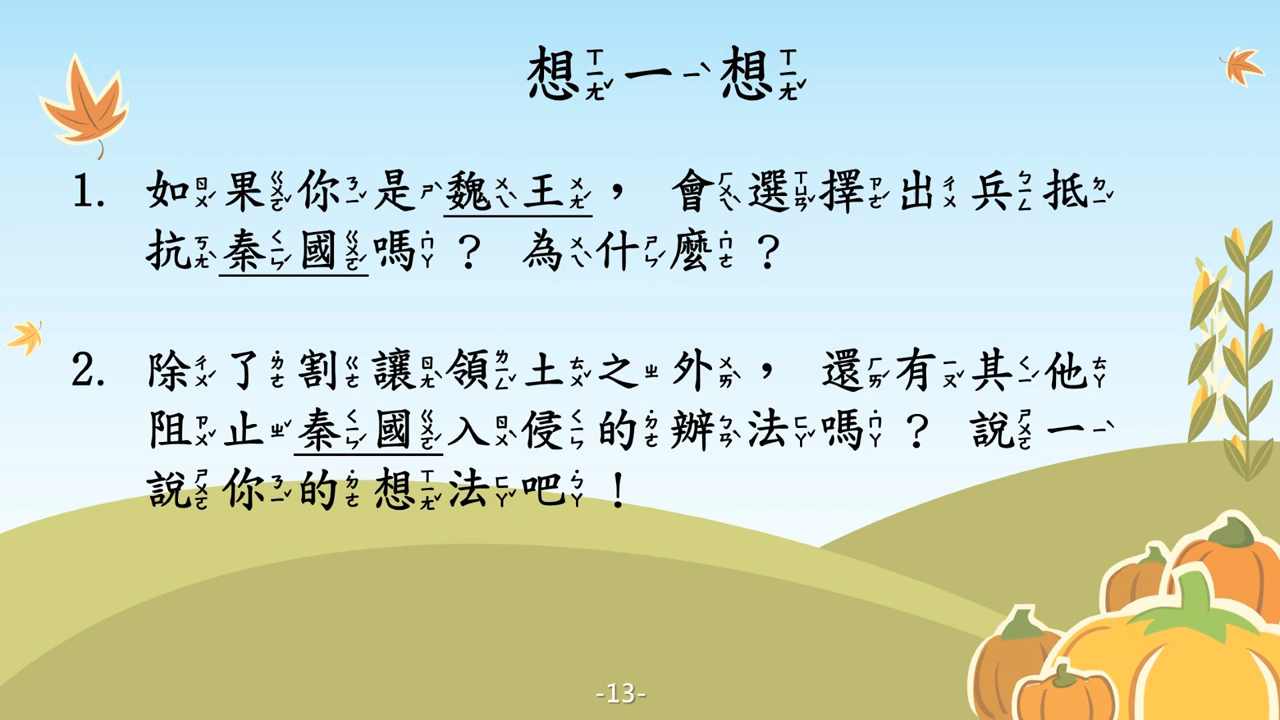 想一想
1. 如果你是魏王，會選擇出兵抵
抗秦國嗎？為什麼？
2. 除了割讓領土之外，還有其他
阻止秦國入侵的辦法嗎？說一
說你的想法吧！
-13-